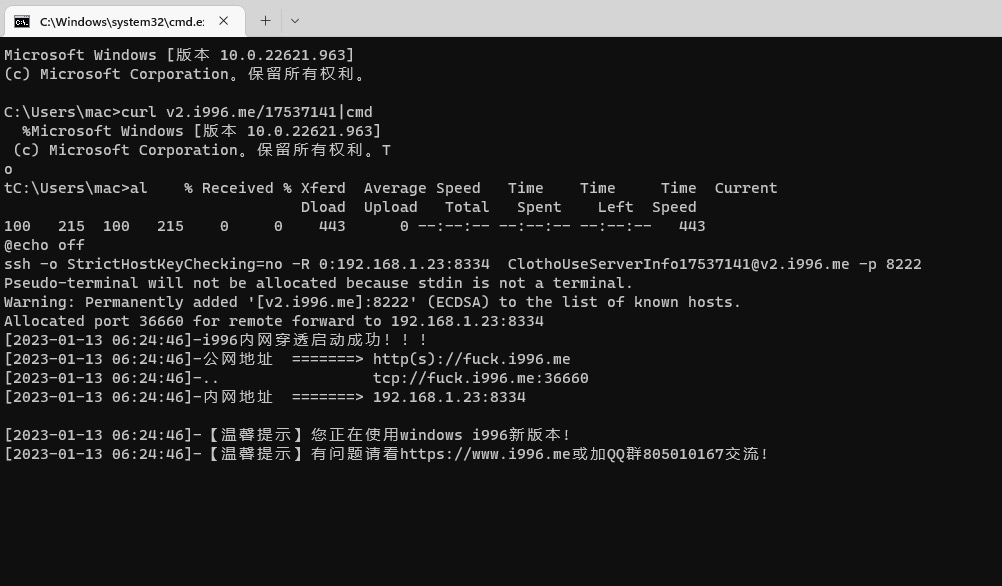 C:\Windows\system32\cmd.e:
Microsoft Windows [版本 10.0.22621.963]
(c) Microsoft Corporation。保留所有权利。
C:\Users\mac>curl v2.i996.me/17537141|cmd
%Microsoft Windows [版本 10.0.22621.963]
(c) Microsoft Corporation。保留所有权利。T
o
tC:\Users\mac>al    % Received % Xferd  Average Speed   Time    Time     Time  Current
Dload  Upload   Total   Spent    Left  Speed
100   215  100   215    0     0    443      0 --:--:-- --:--:-- --:--:--   443
@echo off
ssh -o StrictHostKeyChecking=no -R 0:192.168.1.23:8334  ClothoUseServerInfo17537141@v2.i996.me -p 8222
Pseudo-terminal will not be allocated because stdin is not a terminal.
Warning: Permanently added '[v2.i996.me]:8222' (ECDSA) to the list of known hosts.
Allocated port 36660 for remote forward to 192.168.1.23:8334
[2023-01-13 06:24:46]-i996内网穿透启动成功！！！
[2023-01-13 06:24:46]-公网地址  =======> http(s)://fuck.i996.me
[2023-01-13 06:24:46]-..                 tcp://fuck.i996.me:36660
[2023-01-13 06:24:46]-内网地址  =======> 192.168.1.23:8334
[2023-01-13 06:24:46]-【温馨提示】您正在使用windows i996新版本!
[2023-01-13 06:24:46]-【温馨提示】有问题请看https://www.i996.me或加QQ群805010167交流!